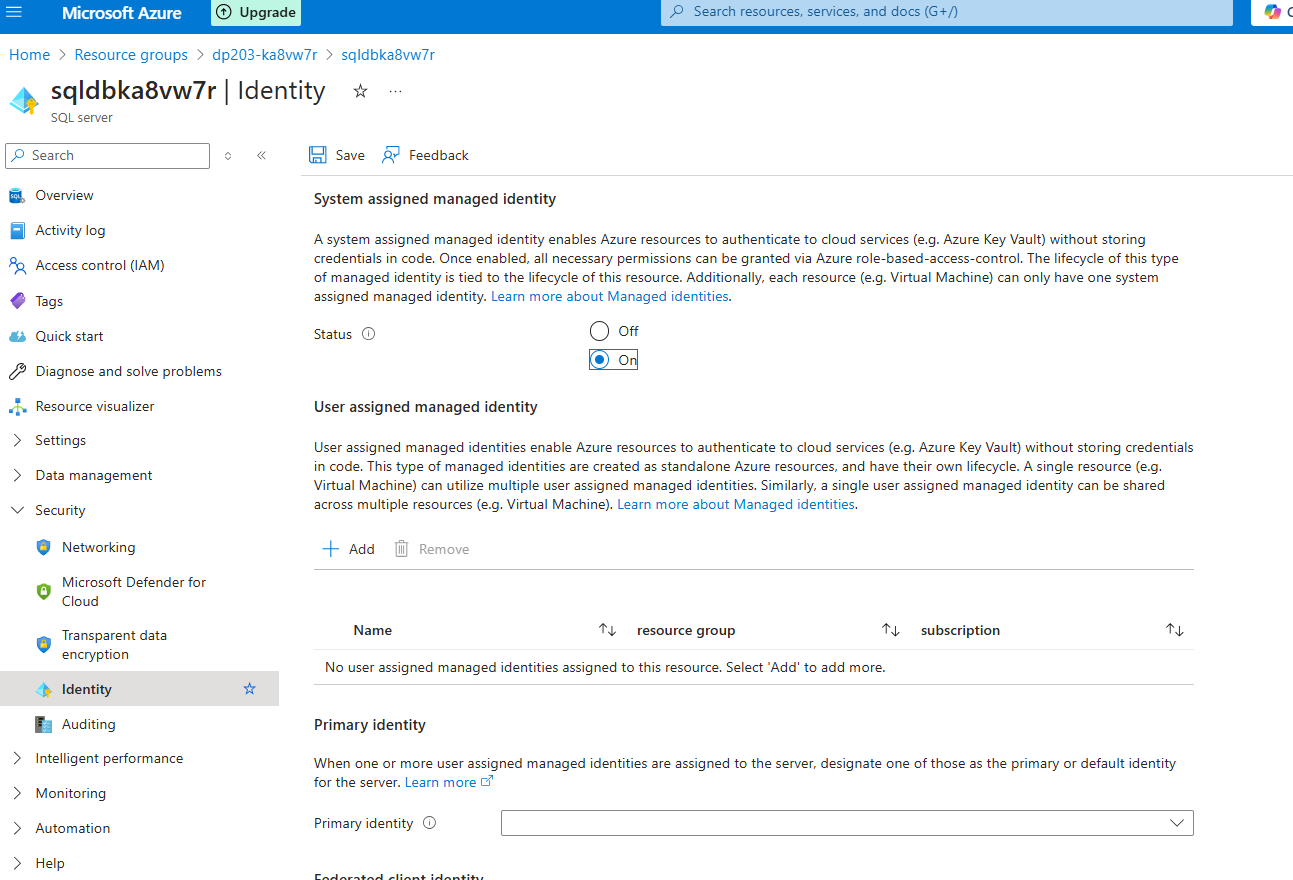 Microsoft Azure
Upgrade
Search resources, services, and docs (G+/)
Home > Resource groups > dp203-ka8vw7r > sqldbka8vw7r
sqldbka8vw7r | Identity
SQL server
Search
Save
Feedback
Overview
Activity log
Access control (IAM)
Tags
Quick start
Diagnose and solve problems
Resource visualizer
Settings
Data management
Security
Networking
Microsoft Defender for
Cloud
Transparent data
encryption
Identity
Auditing
Intelligent performance
Monitoring
Automation
Help
System assigned managed identity
A system assigned managed identity enables Azure resources to authenticate to cloud services (e.g. Azure Key Vault) without storing
credentials in code. Once enabled, all necessary permissions can be granted via Azure role-based-access-control. The lifecycle of this type
of managed identity is tied to the lifecycle of this resource. Additionally, each resource (e.g. Virtual Machine) can only have one system
assigned managed identity. Learn more about Managed identities.
Status
Off
On
User assigned managed identity
User assigned managed identities enable Azure resources to authenticate to cloud services (e.g. Azure Key Vault) without storing credentials
in code. This type of managed identities are created as standalone Azure resources, and have their own lifecycle. A single resource (e.g.
Virtual Machine) can utilize multiple user assigned managed identities. Similarly, a single user assigned managed identity can be shared
across multiple resources (e.g. Virtual Machine). Learn more about Managed identities.
Add
Remove
Name
resource group
subscription
No user assigned managed identities assigned to this resource. Select 'Add' to add more.
Primary identity
When one or more user assigned managed identities are assigned to the server, designate one of those as the primary or default identity
for the server. Learn more
Primary identity
Federated client identity